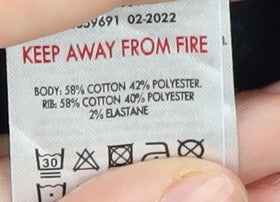 59691 02-2022
KEEP AWAY FROM FIRE
BODY: 58% COTTON 42% POLYESTER.
RIB: 58% COTTON 40% POLYESTER
2% ELASTANE
30